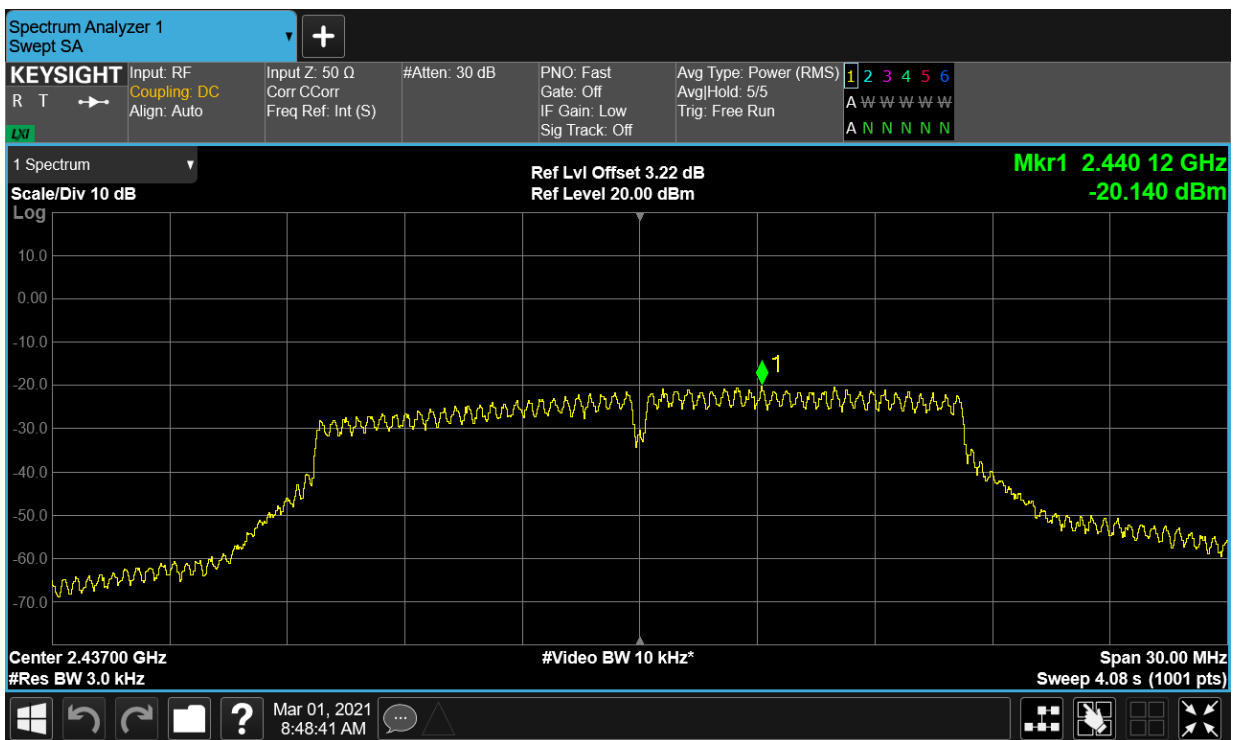 Spectrum Analyzer 1
Swept SA
+
KEYSIGHT
R T
LXI
Input: RF
Coupling: DC
Align: Auto
Input Z: 50 Ω
Corr CCorr
Freq Ref: Int (S)
#Atten: 30 dB
PNO: Fast
Gate: Off
IF Gain: Low
Sig Track: Off
Avg Type: Power (RMS)
Avg|Hold: 5/5
Trig: Free Run
1 2 3 4 5 6
A W W W W W
A N N N N N
1 Spectrum
Scale/Div 10 dB
Log
Ref Lvl Offset 3.22 dB
Ref Level 20.00 dBm
Mkr1 2.440 12 GHz
-20.140 dBm
10.0
0.00
-10.0
1
-20.0
-30.0
-40.0
-50.0
-60.0
-70.0
Center 2.43700 GHz
#Res BW 3.0 kHz
#Video BW 10 kHz*
Span 30.00 MHz
Sweep 4.08 s (1001 pts)
?
Mar 01, 2021
8:48:41 AM